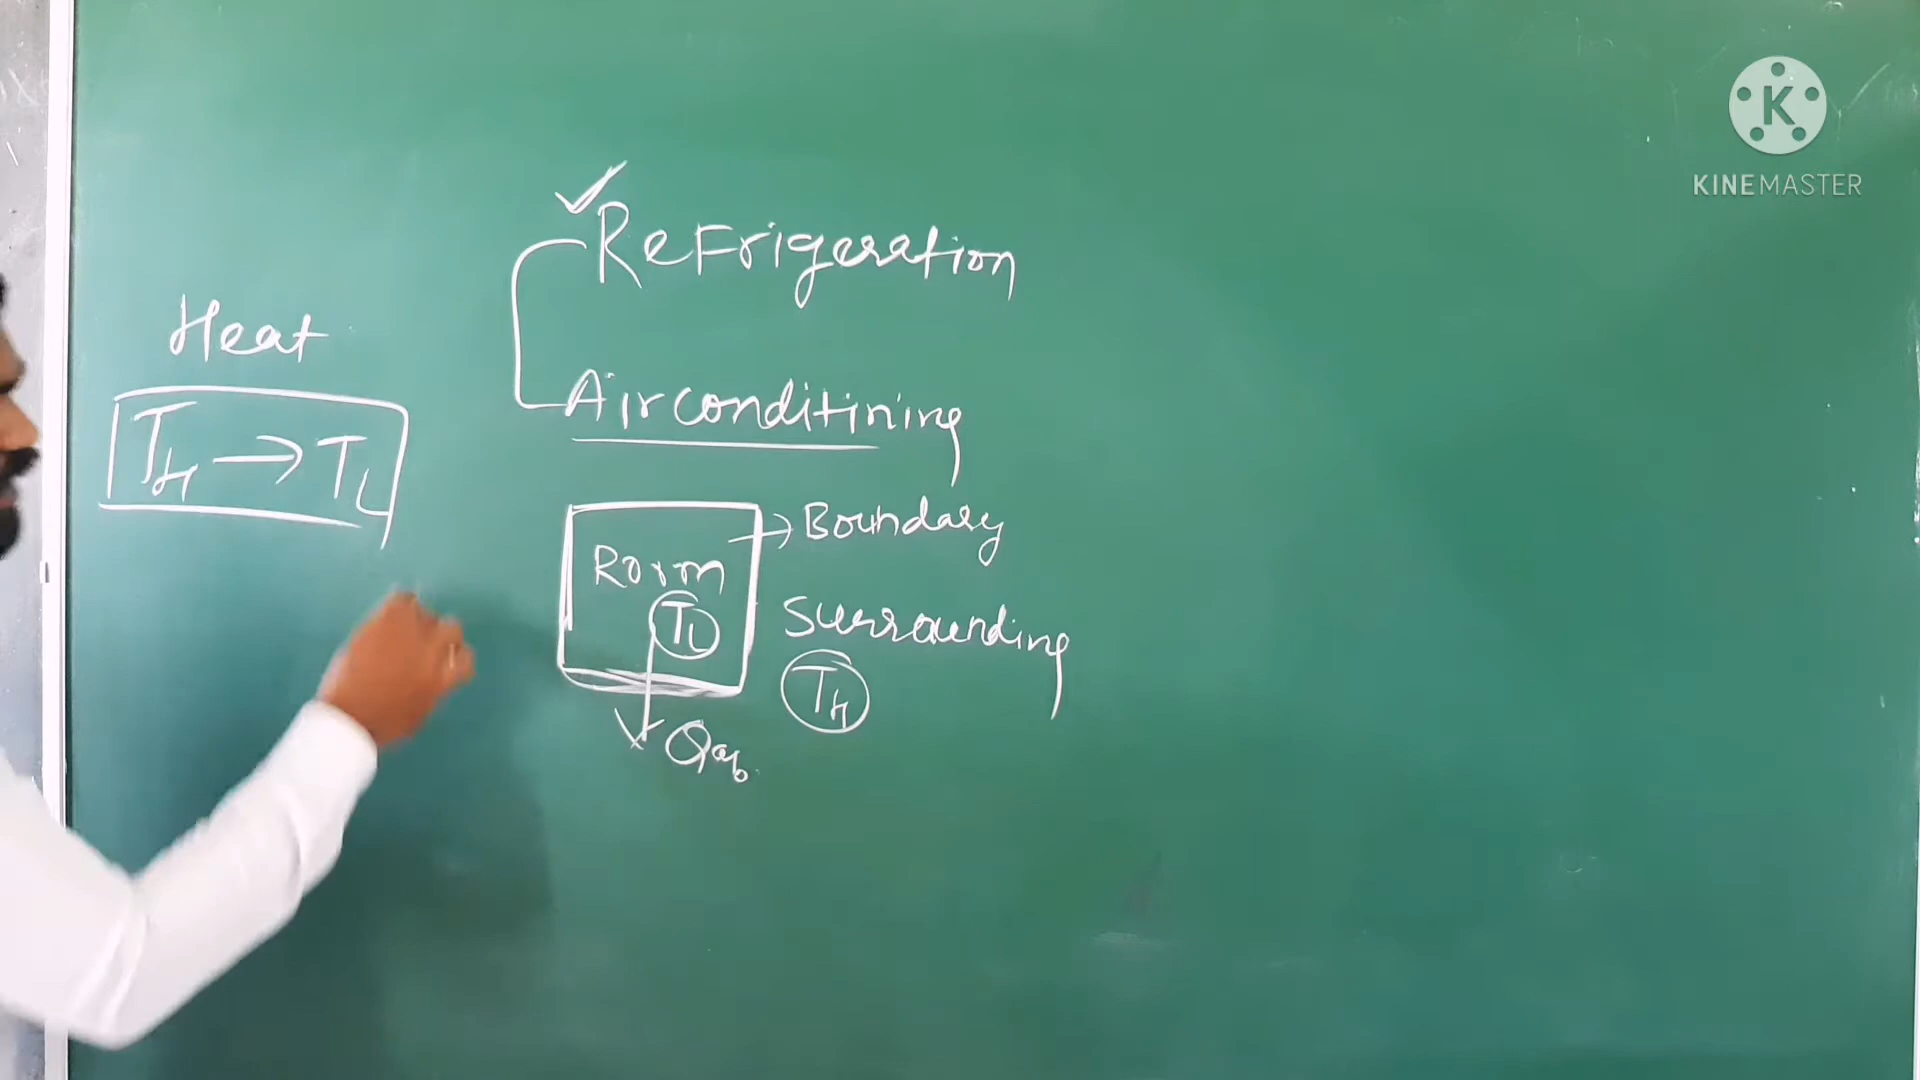 KINEMASTER
Refrigeration
Heat
Airconditining
TH → TL
→ Boundary
Room
TL
Surrounding
TH
Qab